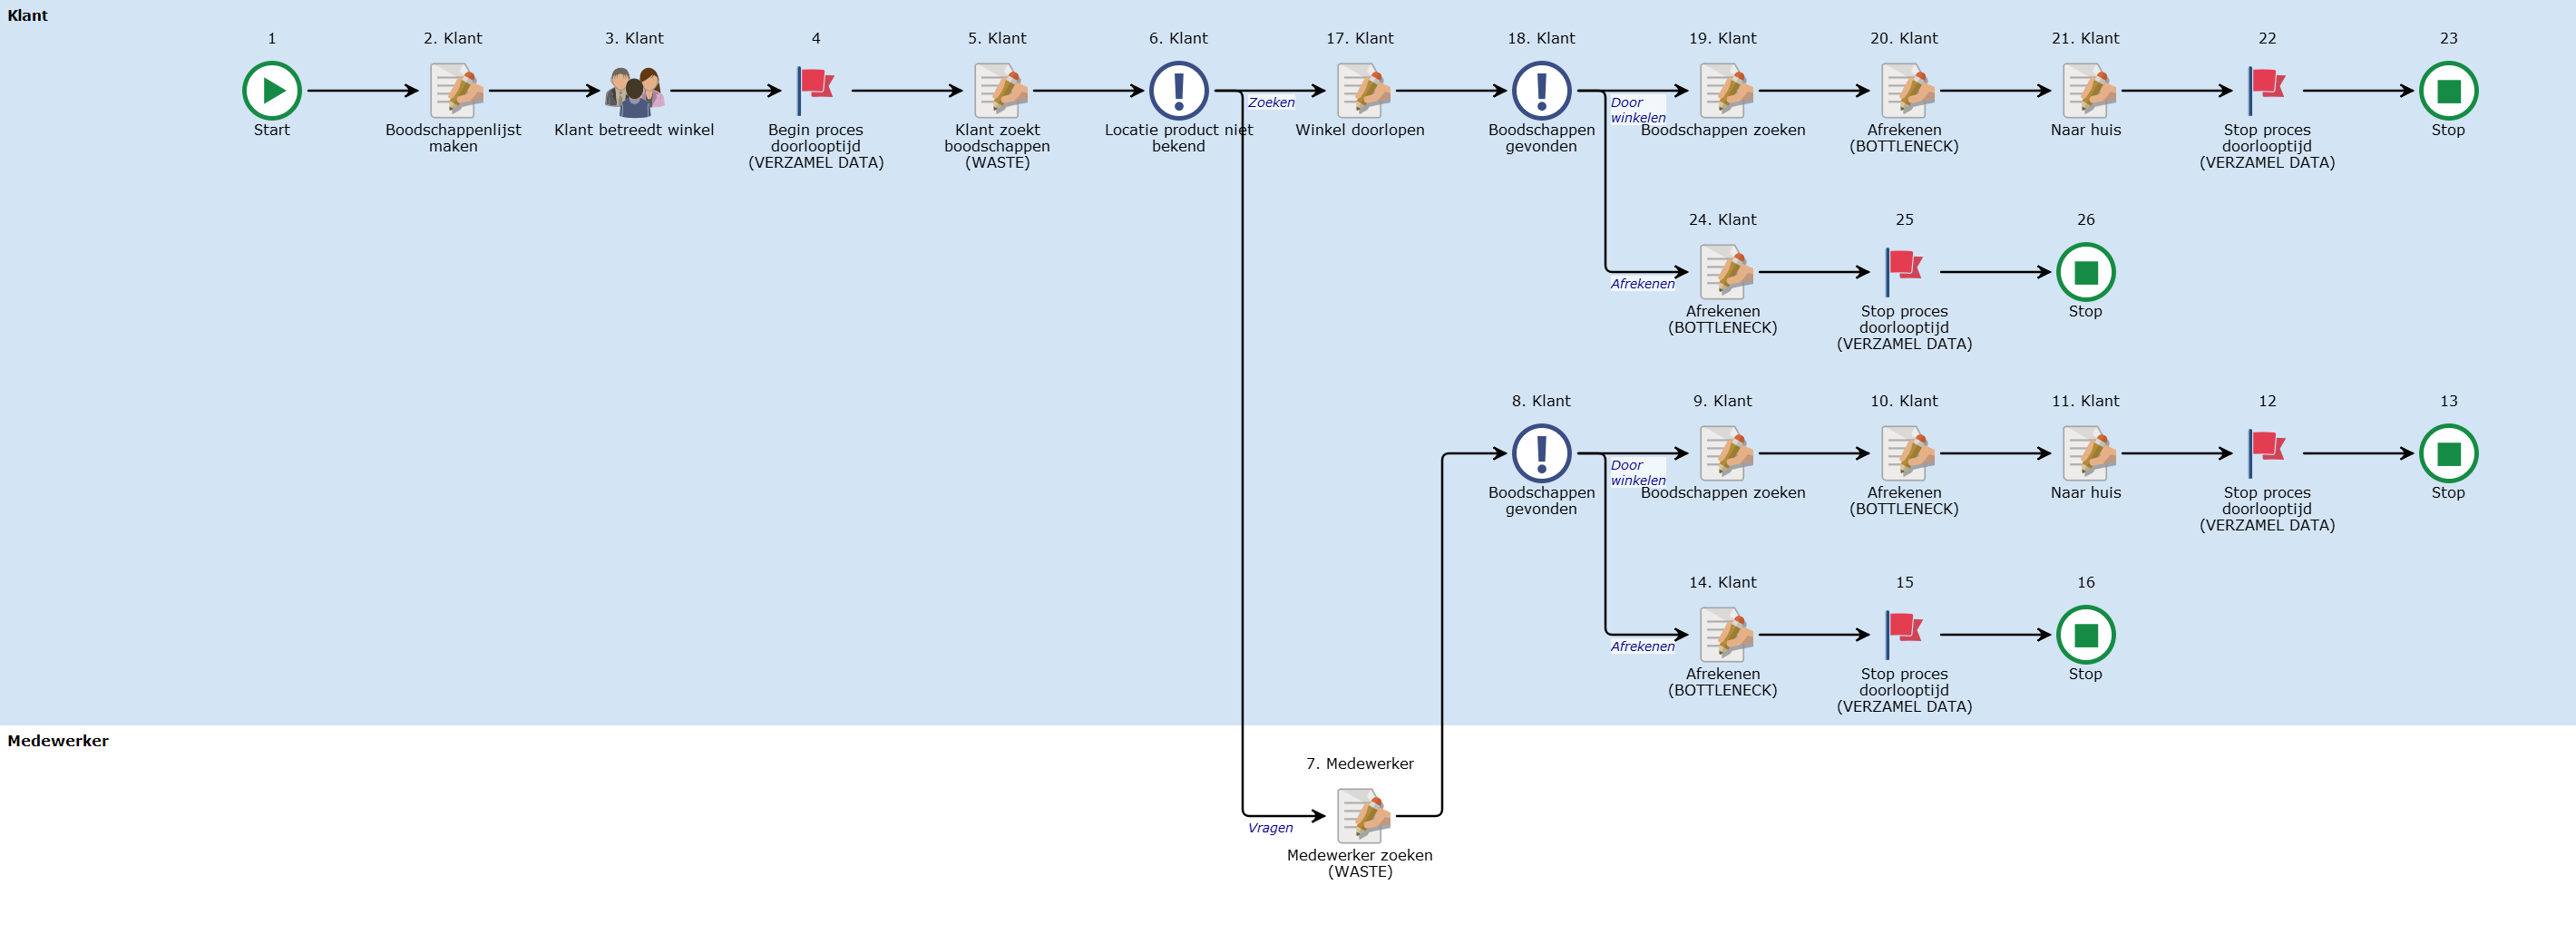 Klant
1
2. Klant
3. Klant
4
5. Klant
6. Klant
17. Klant
18. Klant
19. Klant
20. Klant
21. Klant
22
23
Start
Boodschappenlijst
maken
Klant betreedt winkel
Begin proces
doorlooptijd
(VERZAMEL DATA)
Klant zoekt
boodschappen
(WASTE)
Locatie product niet
bekend
Zoeken
Winkel doorlopen
Boodschappen
gevonden
Door
winkelen
Boodschappen zoeken
Afrekenen
(BOTTLENECK)
Naar huis
Stop proces
doorlooptijd
(VERZAMEL DATA)
Stop
24. Klant
25
26
Afrekenen
Afrekenen
(BOTTLENECK)
Stop proces
doorlooptijd
(VERZAMEL DATA)
Stop
8. Klant
9. Klant
10. Klant
11. Klant
12
13
Boodschappen
gevonden
Door
winkelen
Boodschappen zoeken
Afrekenen
(BOTTLENECK)
Naar huis
Stop proces
doorlooptijd
(VERZAMEL DATA)
Stop
14. Klant
15
16
Afrekenen
Afrekenen
(BOTTLENECK)
Stop proces
doorlooptijd
(VERZAMEL DATA)
Stop
Medewerker
7. Medewerker
Vragen
Medewerker zoeken
(WASTE)